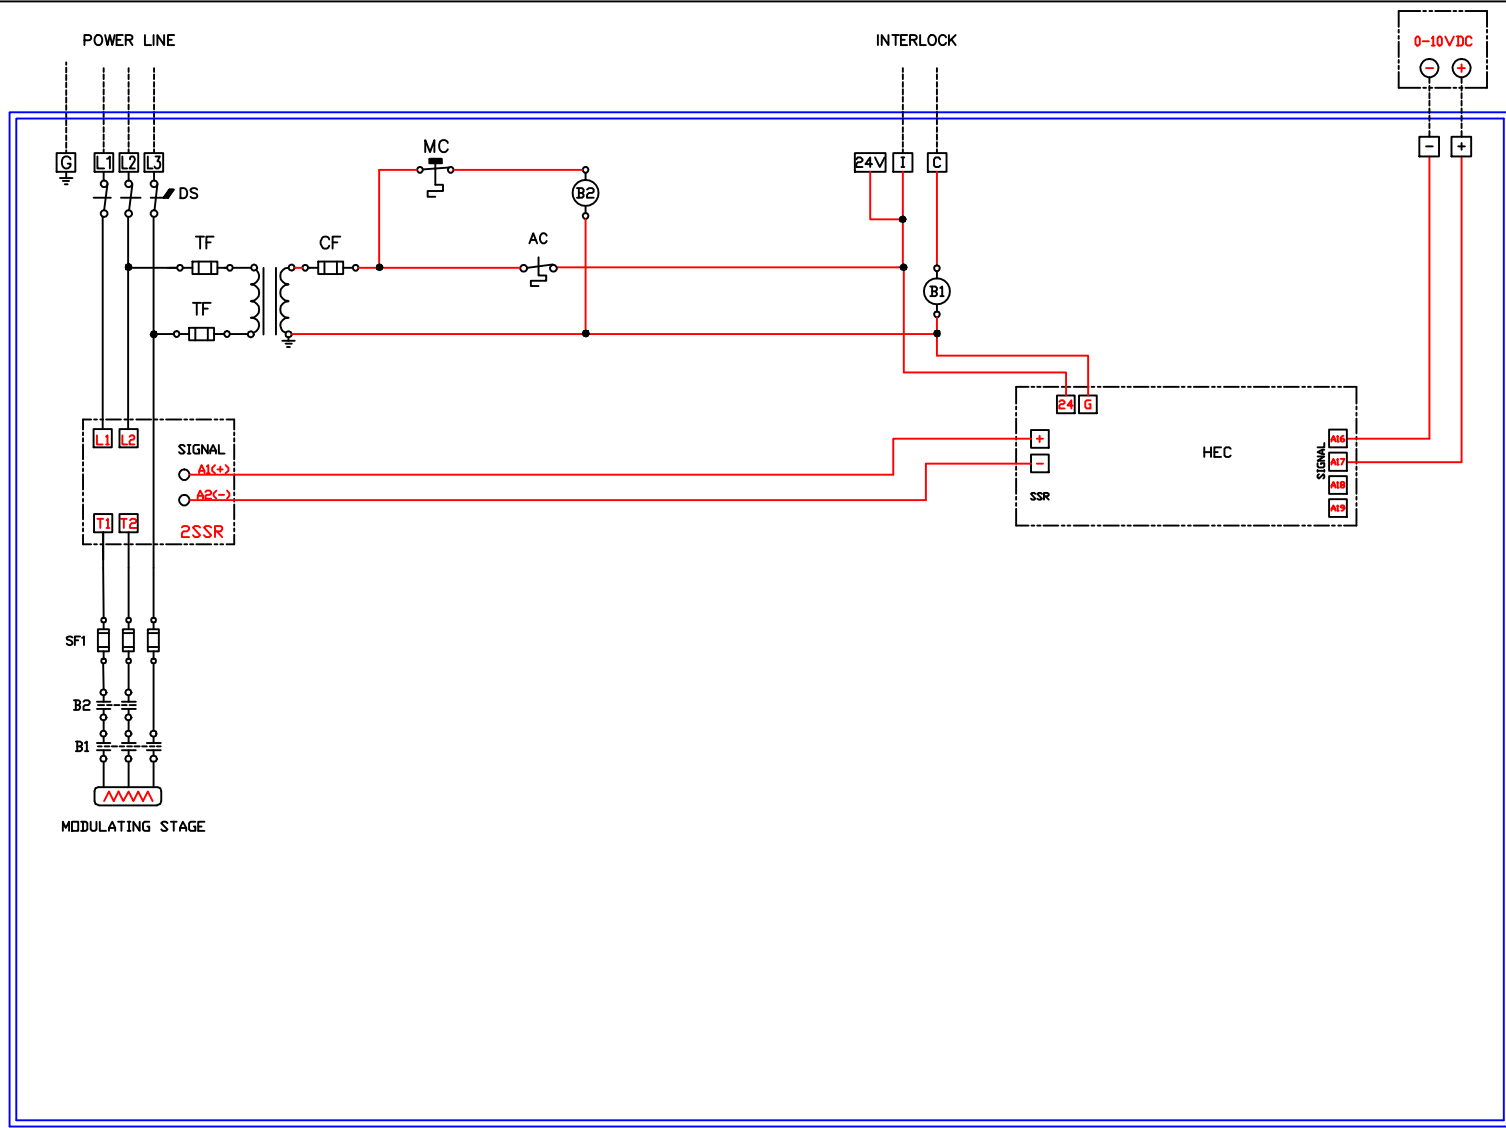 POWER LINE
INTERLOCK
0-10VDC
- +
G L1 L2 L3
DS
MC
B2
24V I C
- +
TF
CF
AC
TF
B1
24 G
L1 L2
SIGNAL
A1(+)
A2(-)
T1 T2
2SSR
+
-
SSR
HEC
SIGNAL
A16
A17
A18
A19
SF1
B2
B1
MODULATING STAGE